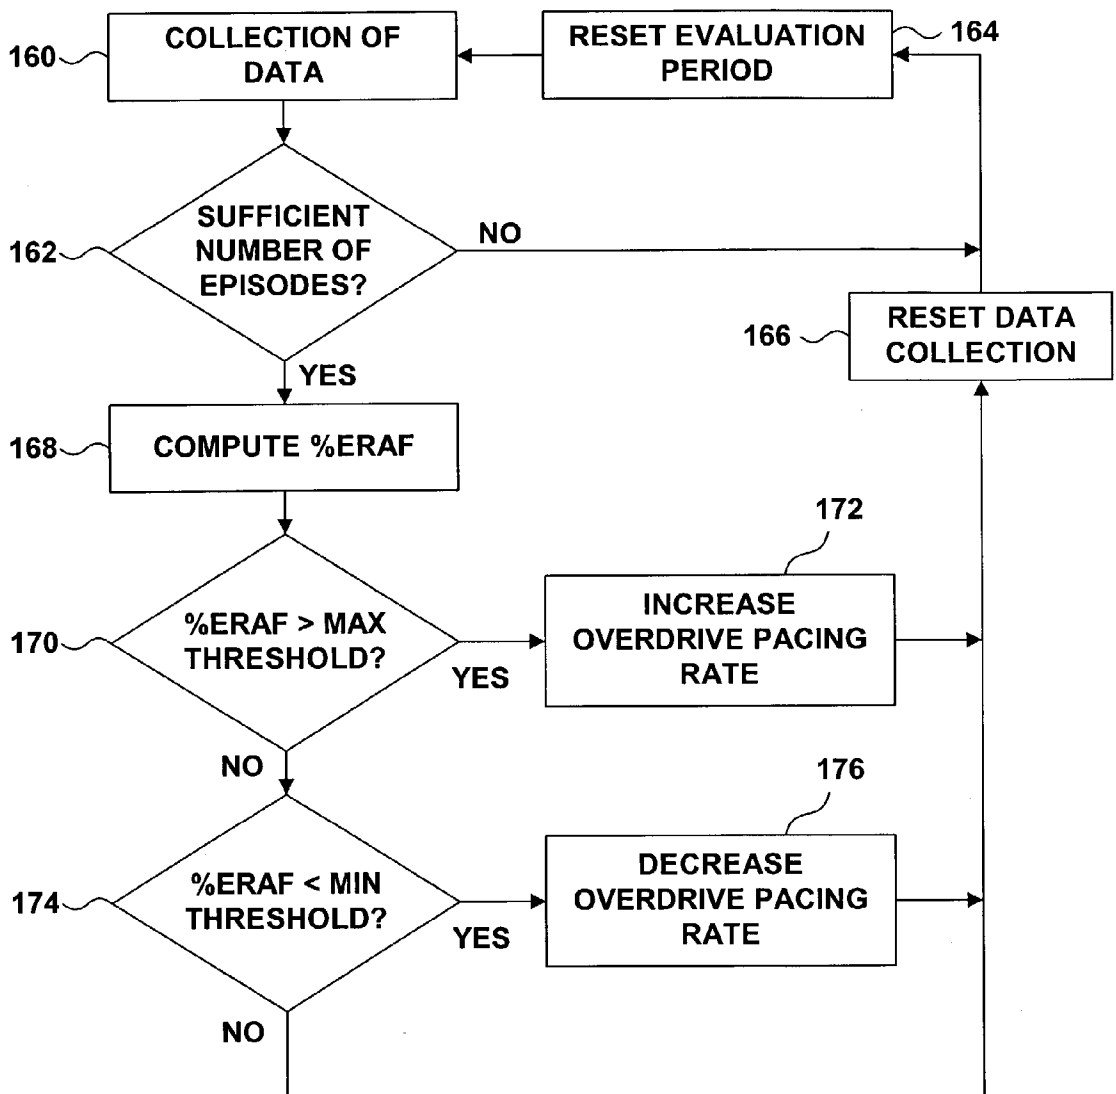 160
COLLECTION OF
DATA
RESET EVALUATION
PERIOD
164
162
SUFFICIENT
NUMBER OF
EPISODES?
NO
YES
166
RESET DATA
COLLECTION
168
COMPUTE %ERAF
170
%ERAF > MAX
THRESHOLD?
YES
NO
172
INCREASE
OVERDRIVE PACING
RATE
174
%ERAF < MIN
THRESHOLD?
YES
NO
176
DECREASE
OVERDRIVE PACING
RATE